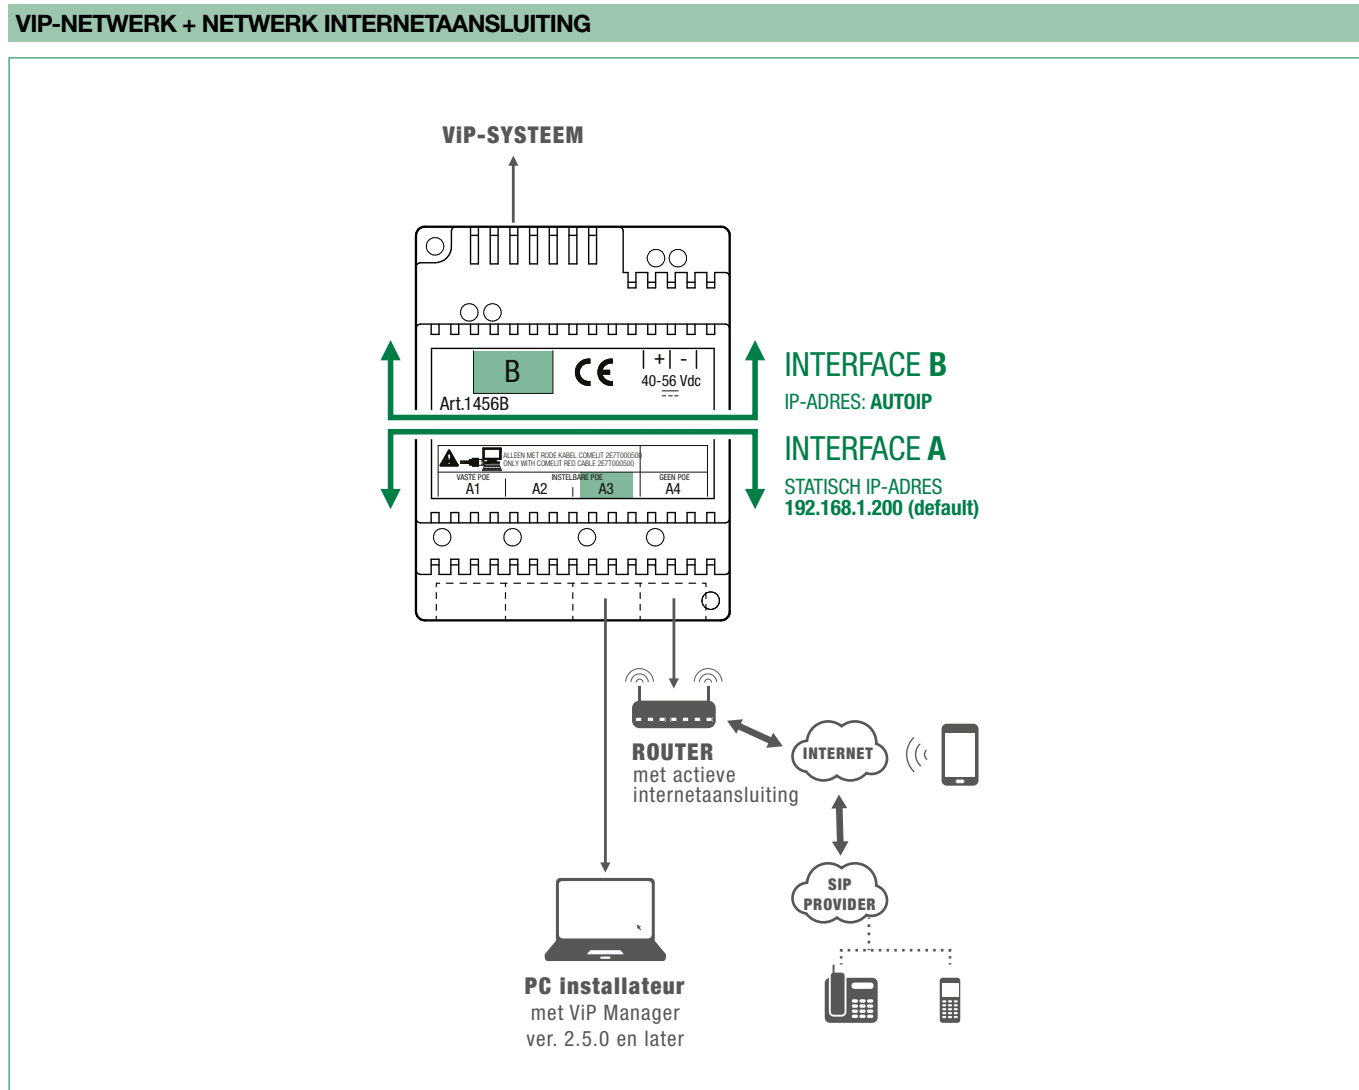 VIP-NETWERK + NETWERK INTERNETAANSLUITING
ViP-SYSTEEM
B
CE
+ -
40-56 Vdc
Art.1456B
INTERFACE B
IP-ADRES: AUTOIP
INTERFACE A
STATISCH IP-ADRES
192.168.1.200 (default)
ALLEEN MET RODE KABEL COMELIT 2E7T000500
ONLY WITH COMELIT RED CABLE 2E7T000500
VASTE POE
INSTELBARE POE
GEEN POE
A1
A2
A3
A4
ROUTER
met actieve
internetaansluiting
INTERNET
SIP
PROVIDER
PC installateur
met ViP Manager
ver. 2.5.0 en later